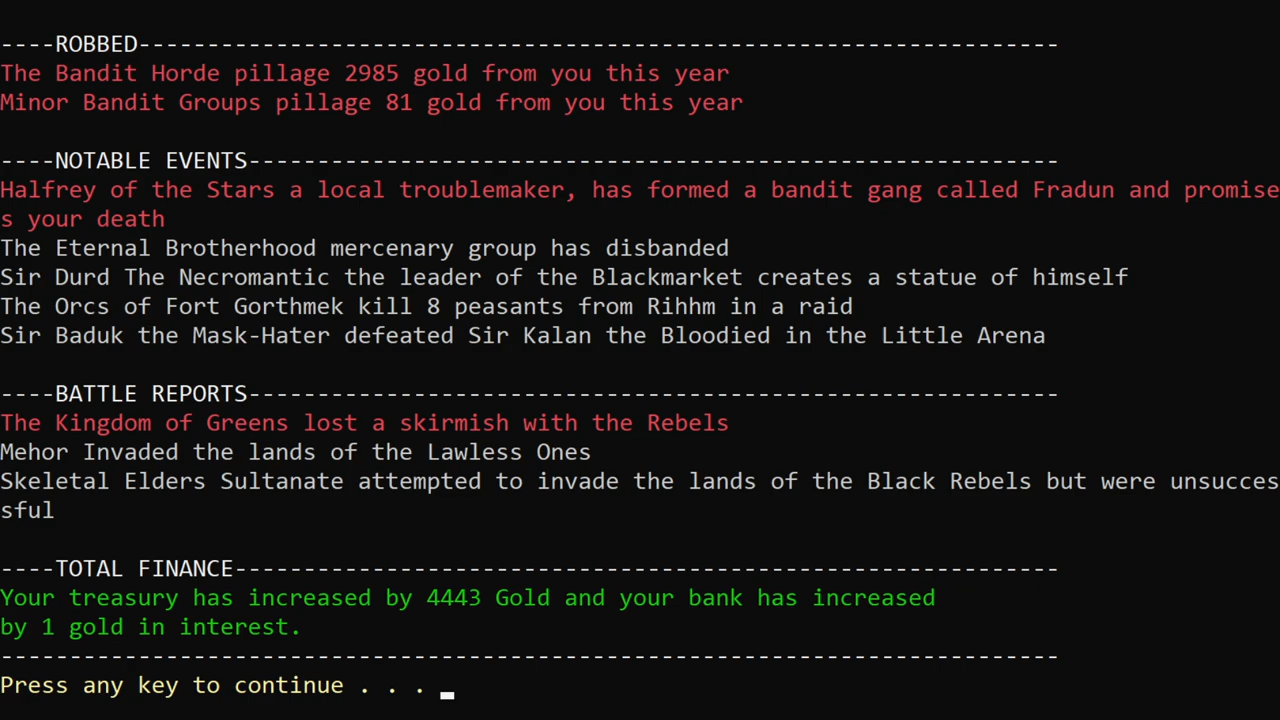 ----ROBBED-------------------------------------------------------------------
The Bandit Horde pillage 2985 gold from you this year
Minor Bandit Groups pillage 81 gold from you this year
----NOTABLE EVENTS-----------------------------------------------------------
Halfrey of the Stars a local troublemaker, has formed a bandit gang called Fradun and promise
s your death
The Eternal Brotherhood mercenary group has disbanded
Sir Durd The Necromantic the leader of the Blackmarket creates a statue of himself
The Orcs of Fort Gorthmek kill 8 peasants from Rihhm in a raid
Sir Baduk the Mask-Hater defeated Sir Kalan the Bloodied in the Little Arena
----BATTLE REPORTS-----------------------------------------------------------
The Kingdom of Greens lost a skirmish with the Rebels
Mehor Invaded the lands of the Lawless Ones
Skeletal Elders Sultanate attempted to invade the lands of the Black Rebels but were unsucces
sful
----TOTAL FINANCE------------------------------------------------------------
Your treasury has increased by 4443 Gold and your bank has increased
by 1 gold in interest.
-----------------------------------------------------------------------------
Press any key to continue . . . _